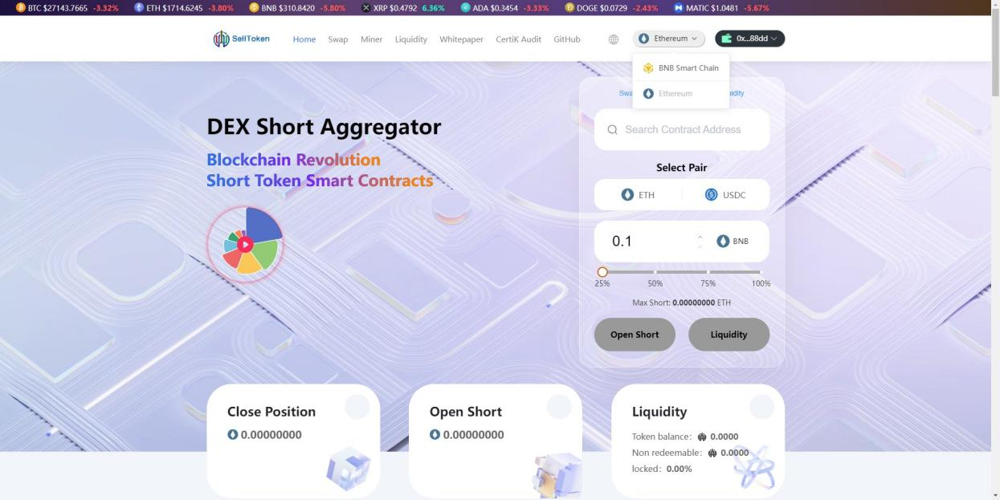 BTC $27143.7665 -3.32% ETH $1714.6245 -3.80% BNB $310.8420 -5.80% XRP $0.4792 6.36% ADA $0.3454 -3.33% DOGE $0.0729 -2.43% MATIC $1.0481 -5.67%
SellToken Home Swap Miner Liquidity Whitepaper CertiK Audit GitHub Ethereum 0x...88dd
BNB Smart Chain
Ethereum
Swa
idity
Search Contract Address
DEX Short Aggregator
Blockchain Revolution
Short Token Smart Contracts
Select Pair
ETH USDC
0.1 BNB
25% 50% 75% 100%
Max Short: 0.00000000 ETH
Open Short Liquidity
Close Position
0.00000000
Open Short
0.00000000
Liquidity
Token balance: 0.0000
Non redeemable: 0.0000
locked: 0.00%